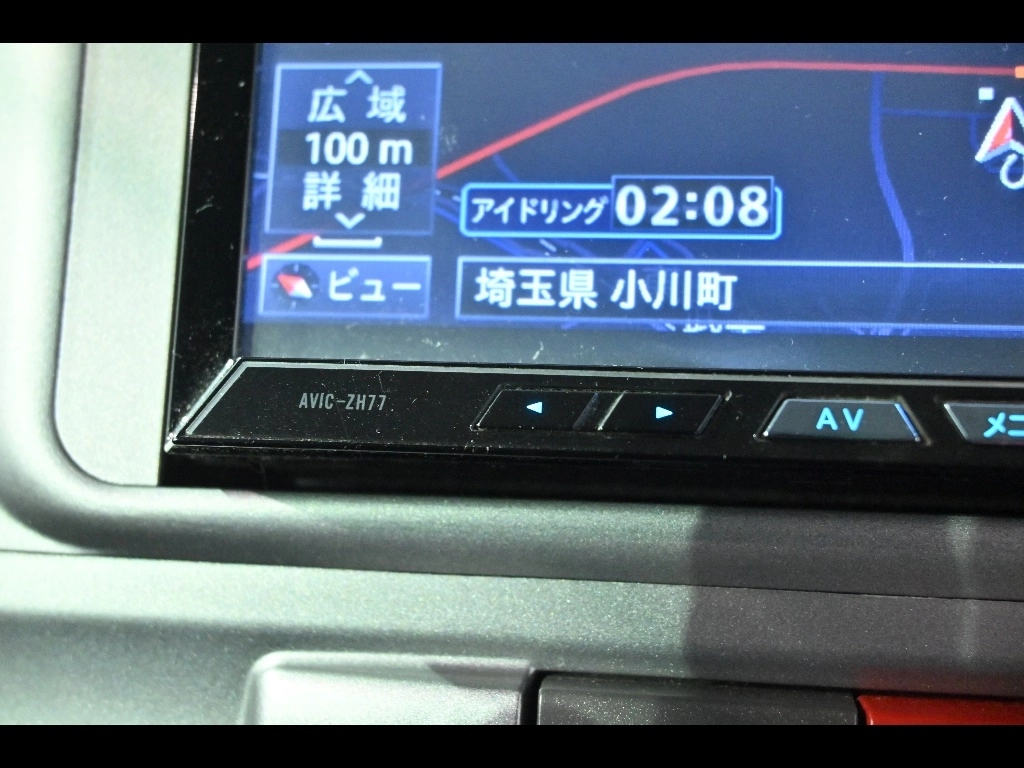 広 域
100 m
詳 細
アイドリング 02:08
ビュー
埼玉県 小川町
AVIC-ZH77
AV